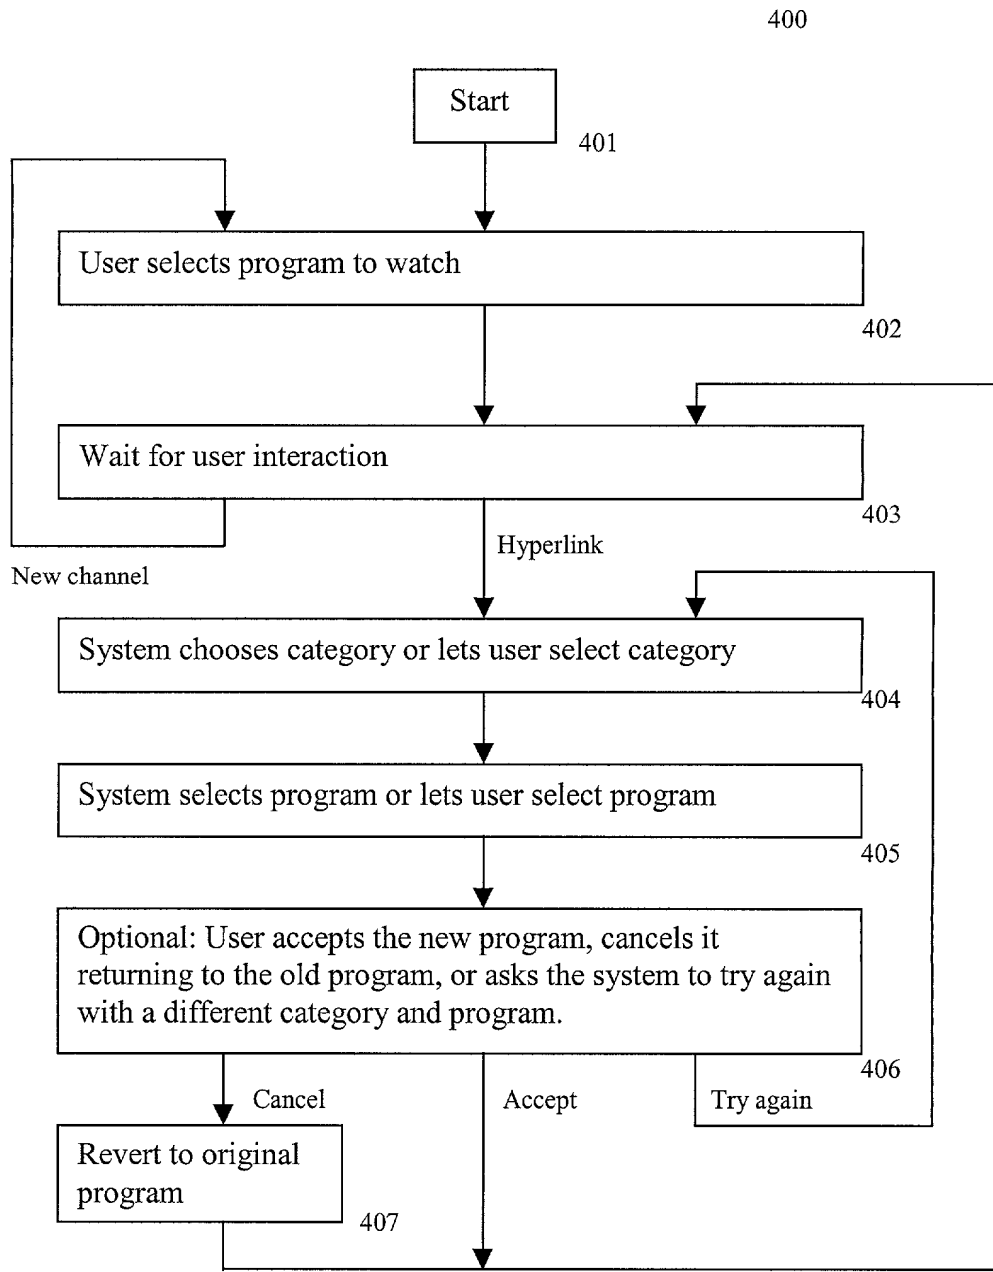 400
Start
401
User selects program to watch
402
Wait for user interaction
403
Hyperlink
New channel
System chooses category or lets user select category
404
System selects program or lets user select program
405
Optional: User accepts the new program, cancels it
returning to the old program, or asks the system to try again
with a different category and program.
406
Cancel
Accept
Try again
Revert to original
program
407